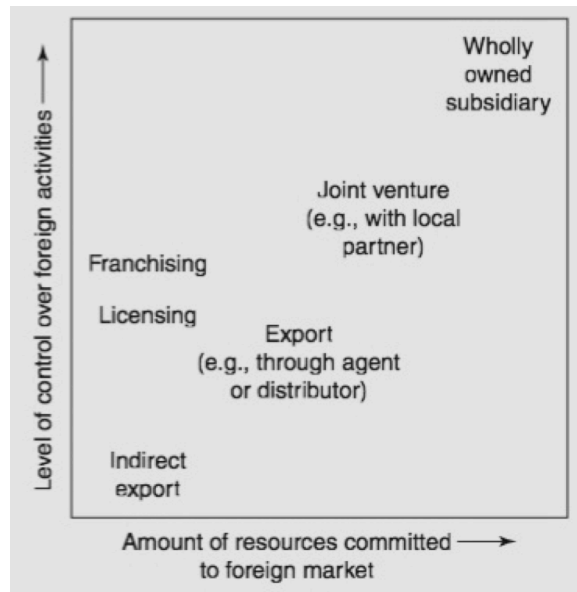 Wholly
owned
subsidiary
Joint venture
(e.g., with local
partner)
Franchising
Licensing
Export
(e.g., through agent
or distributor)
Indirect
export
Level of control over foreign activities
Amount of resources committed
to foreign market